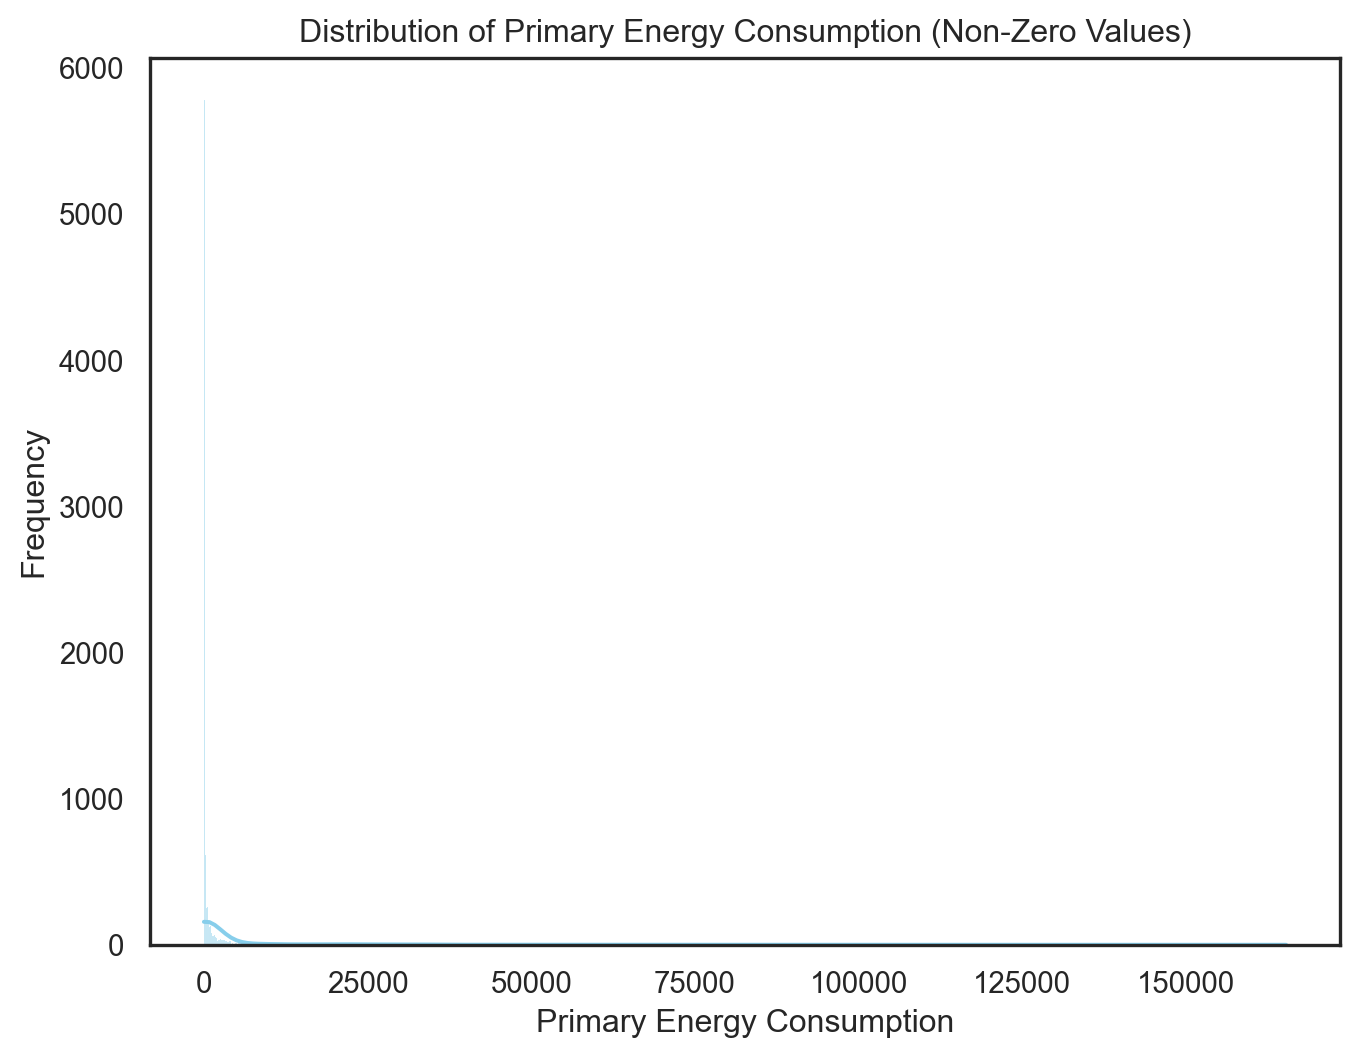 Distribution of Primary Energy Consumption (Non-Zero Values)
6000
5000
4000
3000
2000
1000
0
Frequency
0 25000 50000 75000 100000 125000 150000
Primary Energy Consumption